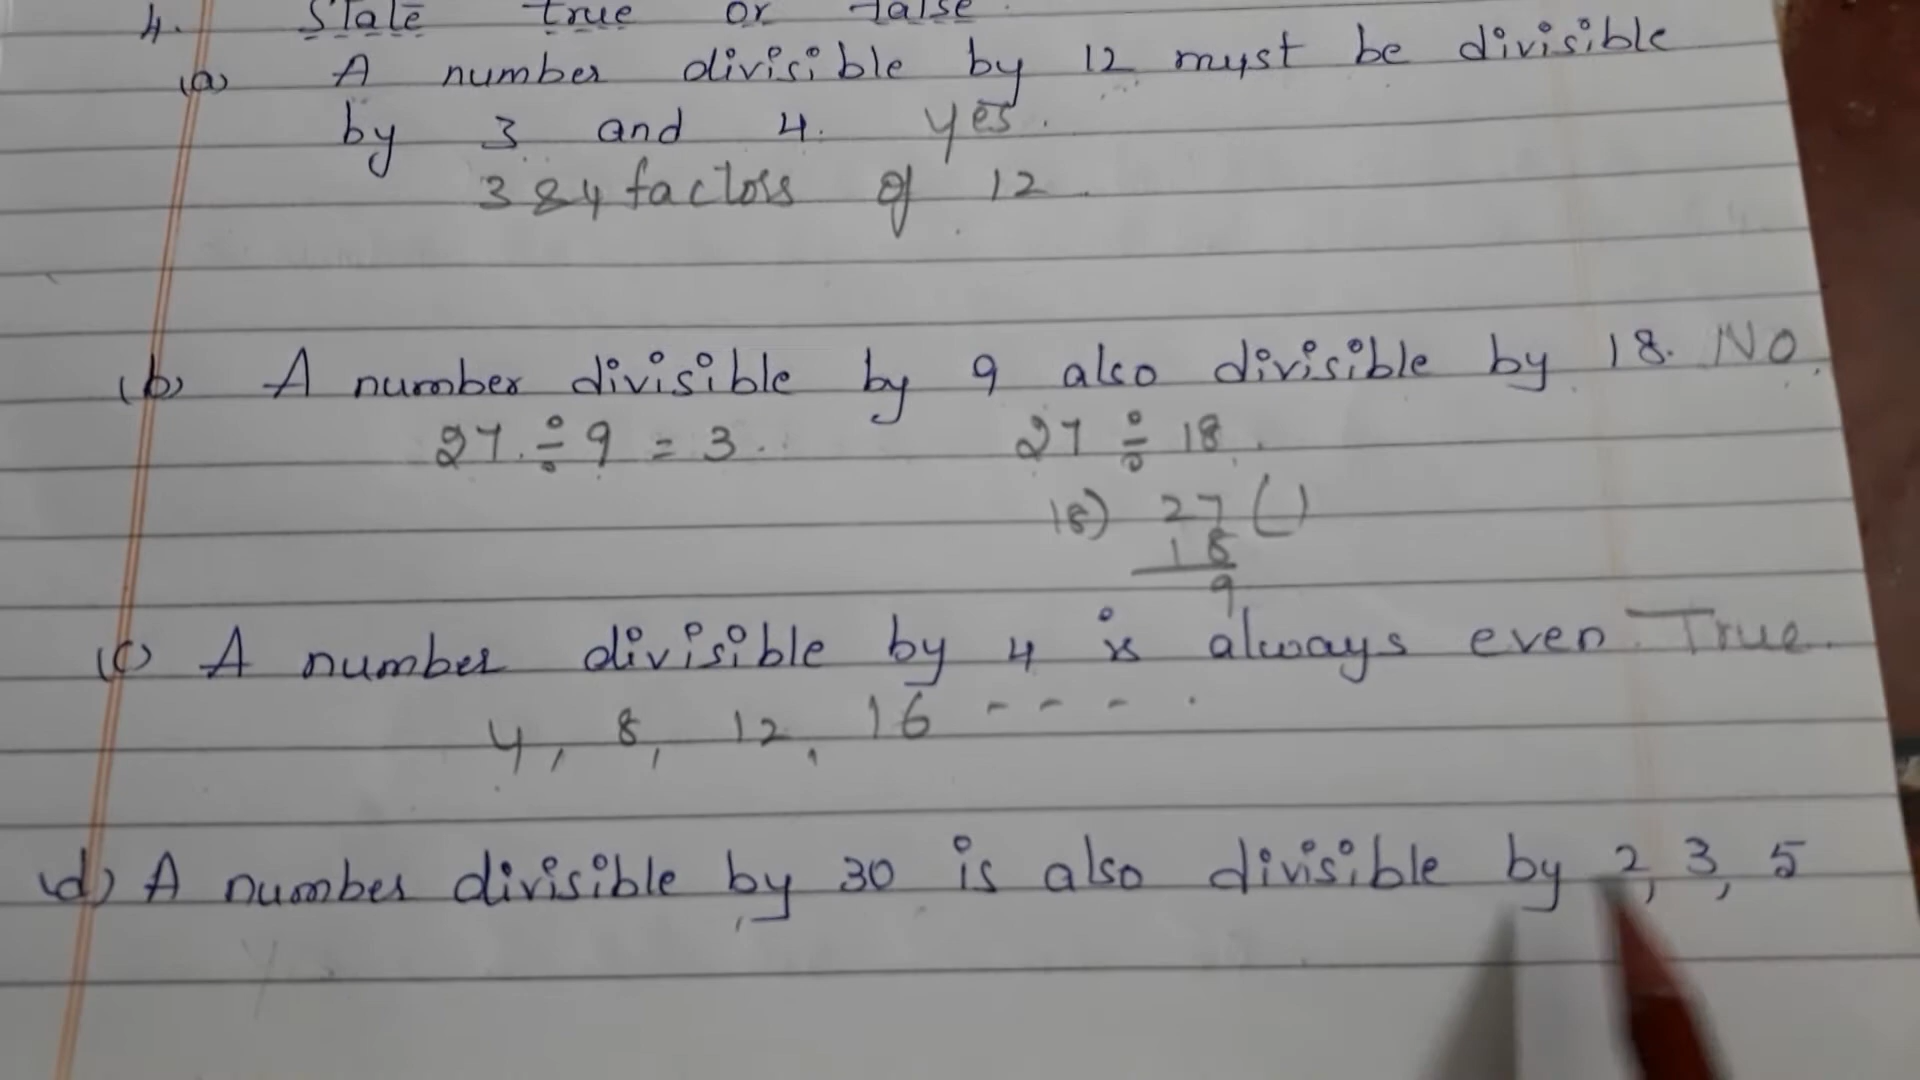 4. State true or false.
(a) A number divisible by 12 must be divisible
by 3 and 4. yes.
3 & 4 factors of 12.
(b) A number divisible by 9 also divisible by 18. No.
27 ÷ 9 = 3. 27 ÷ 18.
18) 27 (1
18
9
(c) A number divisible by 4 is always even. True.
4, 8, 12, 16 - - - - .
(d) A number divisible by 30 is also divisible by 2, 3, 5